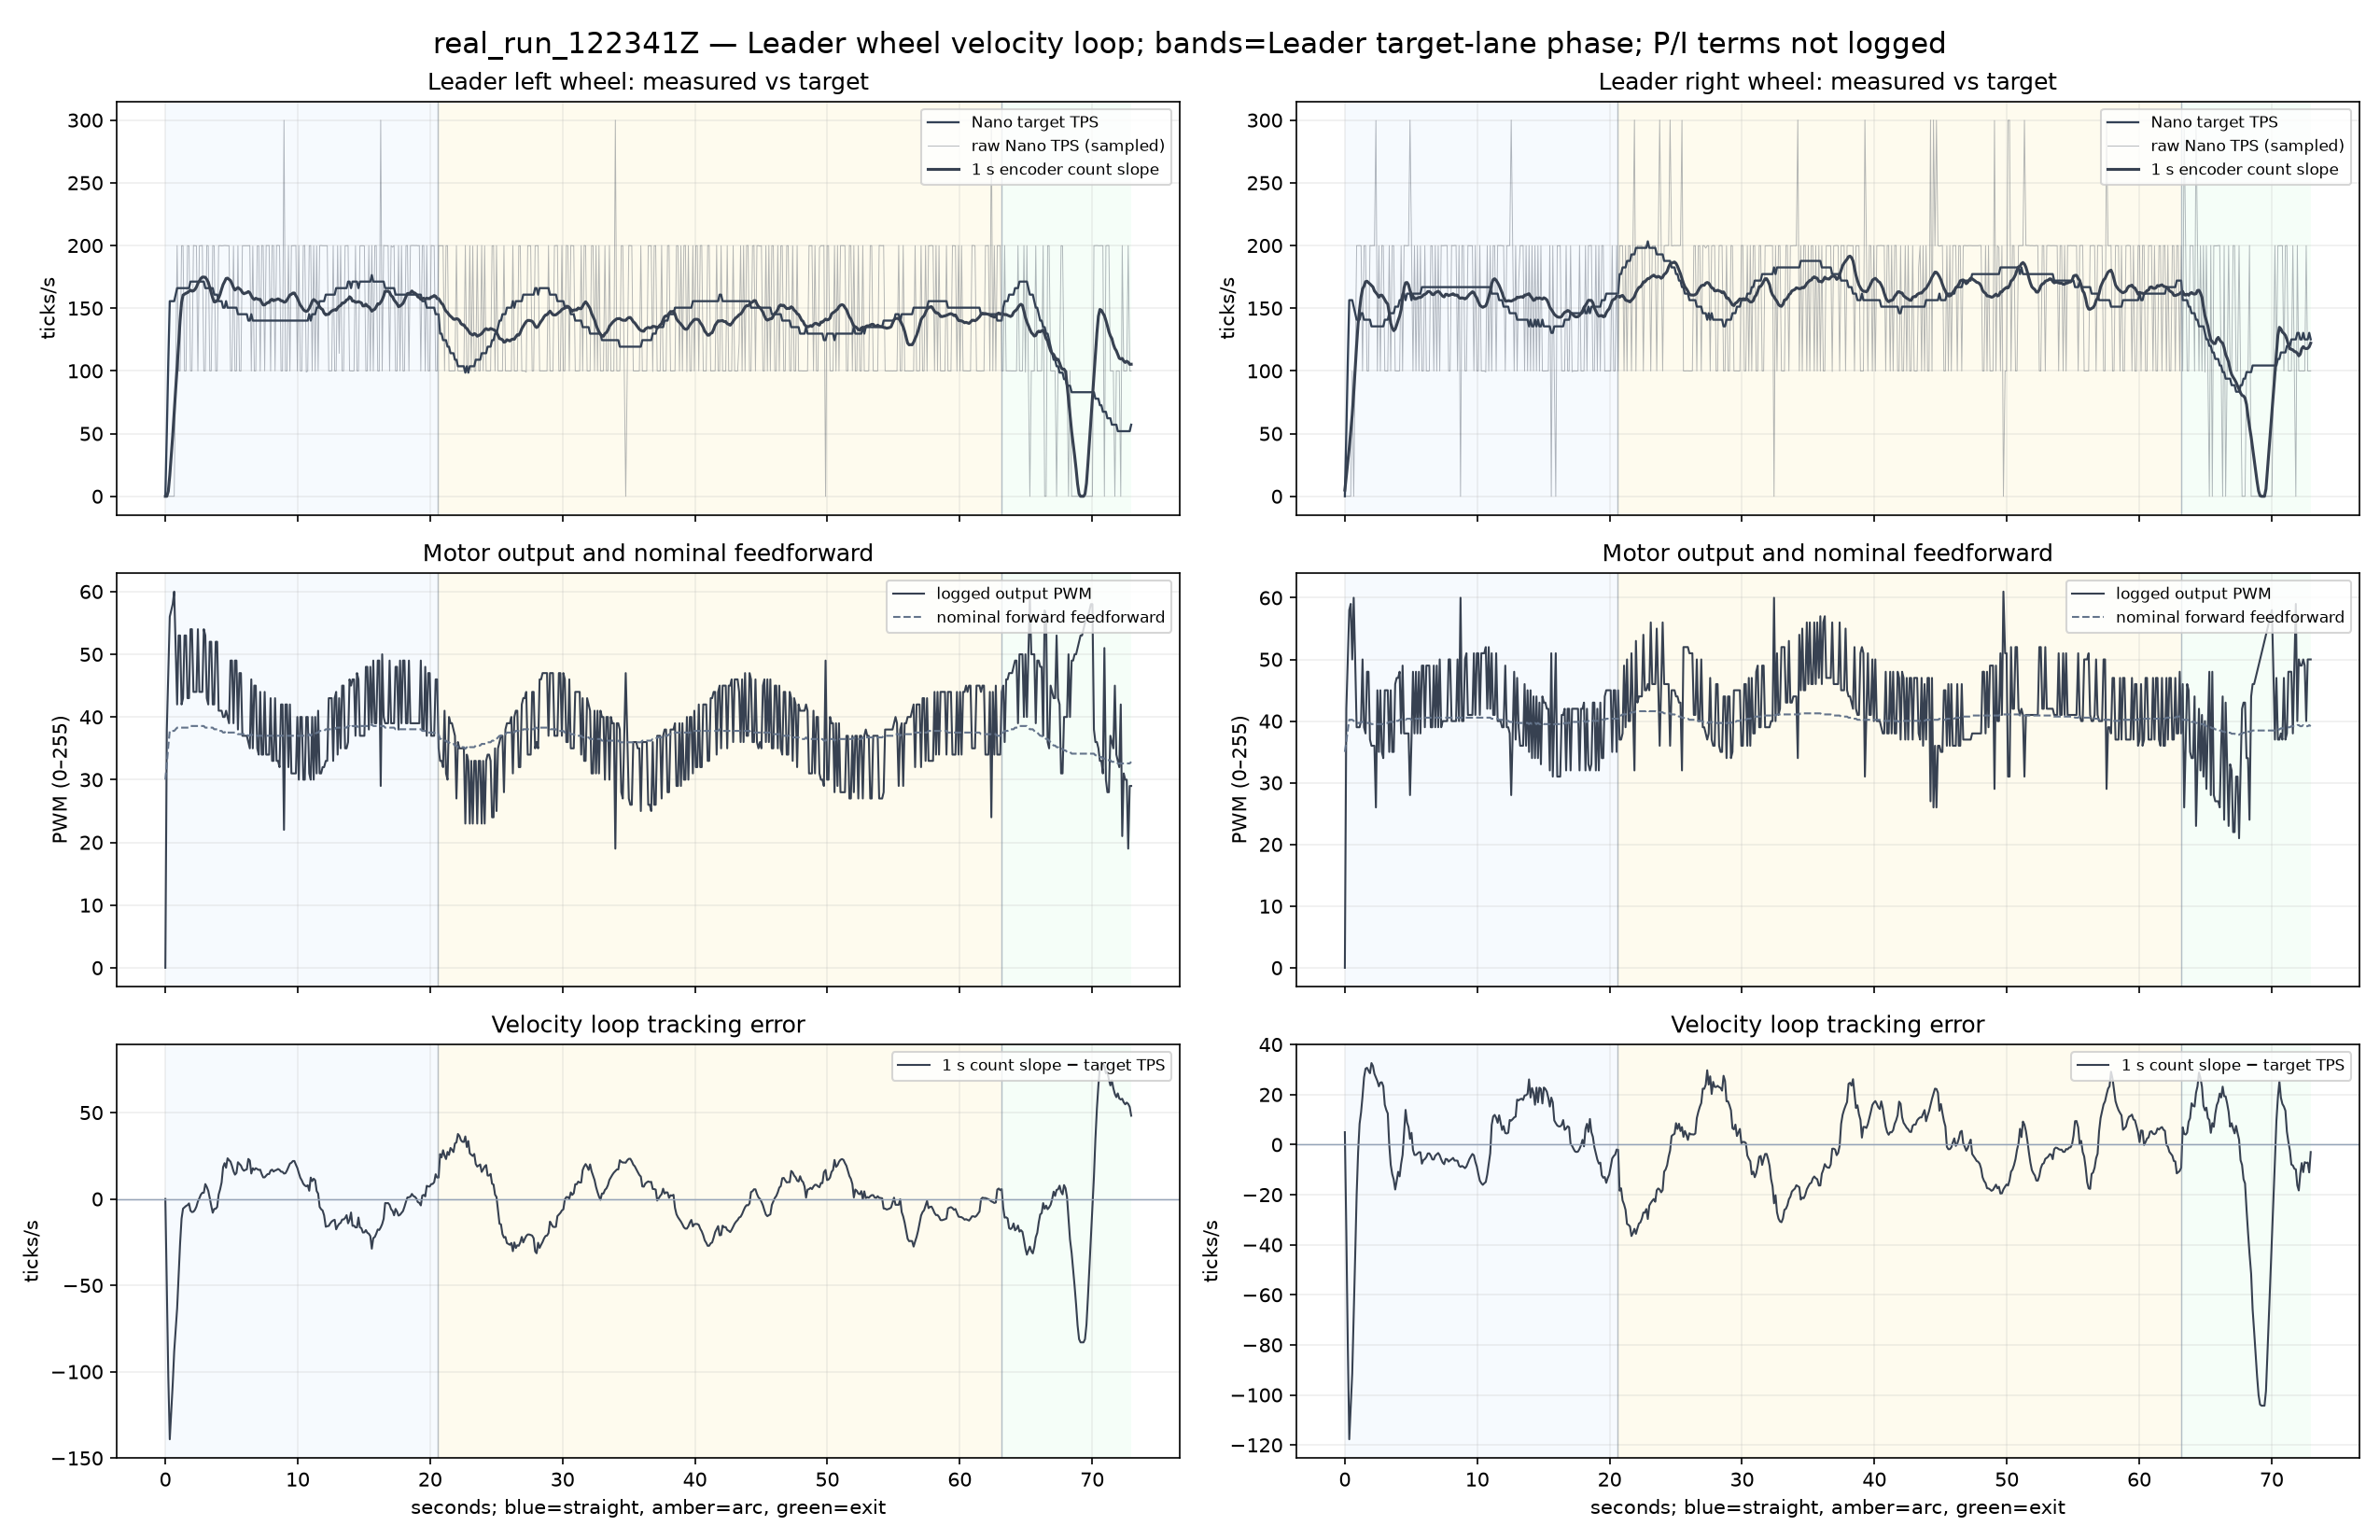 real_run_122341Z — Leader wheel velocity loop; bands=Leader target-lane phase; P/I terms not logged
Leader left wheel: measured vs target
300
250
200
150
100
50
0
ticks/s
Nano target TPS
raw Nano TPS (sampled)
1 s encoder count slope
Leader right wheel: measured vs target
300
250
200
150
100
50
0
ticks/s
Nano target TPS
raw Nano TPS (sampled)
1 s encoder count slope
Motor output and nominal feedforward
60
50
40
30
20
10
0
PWM (0–255)
logged output PWM
nominal forward feedforward
Motor output and nominal feedforward
60
50
40
30
20
10
0
PWM (0–255)
logged output PWM
nominal forward feedforward
Velocity loop tracking error
50
0
−50
−100
−150
ticks/s
1 s count slope − target TPS
0 10 20 30 40 50 60 70
seconds; blue=straight, amber=arc, green=exit
Velocity loop tracking error
40
20
0
−20
−40
−60
−80
−100
−120
ticks/s
1 s count slope − target TPS
0 10 20 30 40 50 60 70
seconds; blue=straight, amber=arc, green=exit